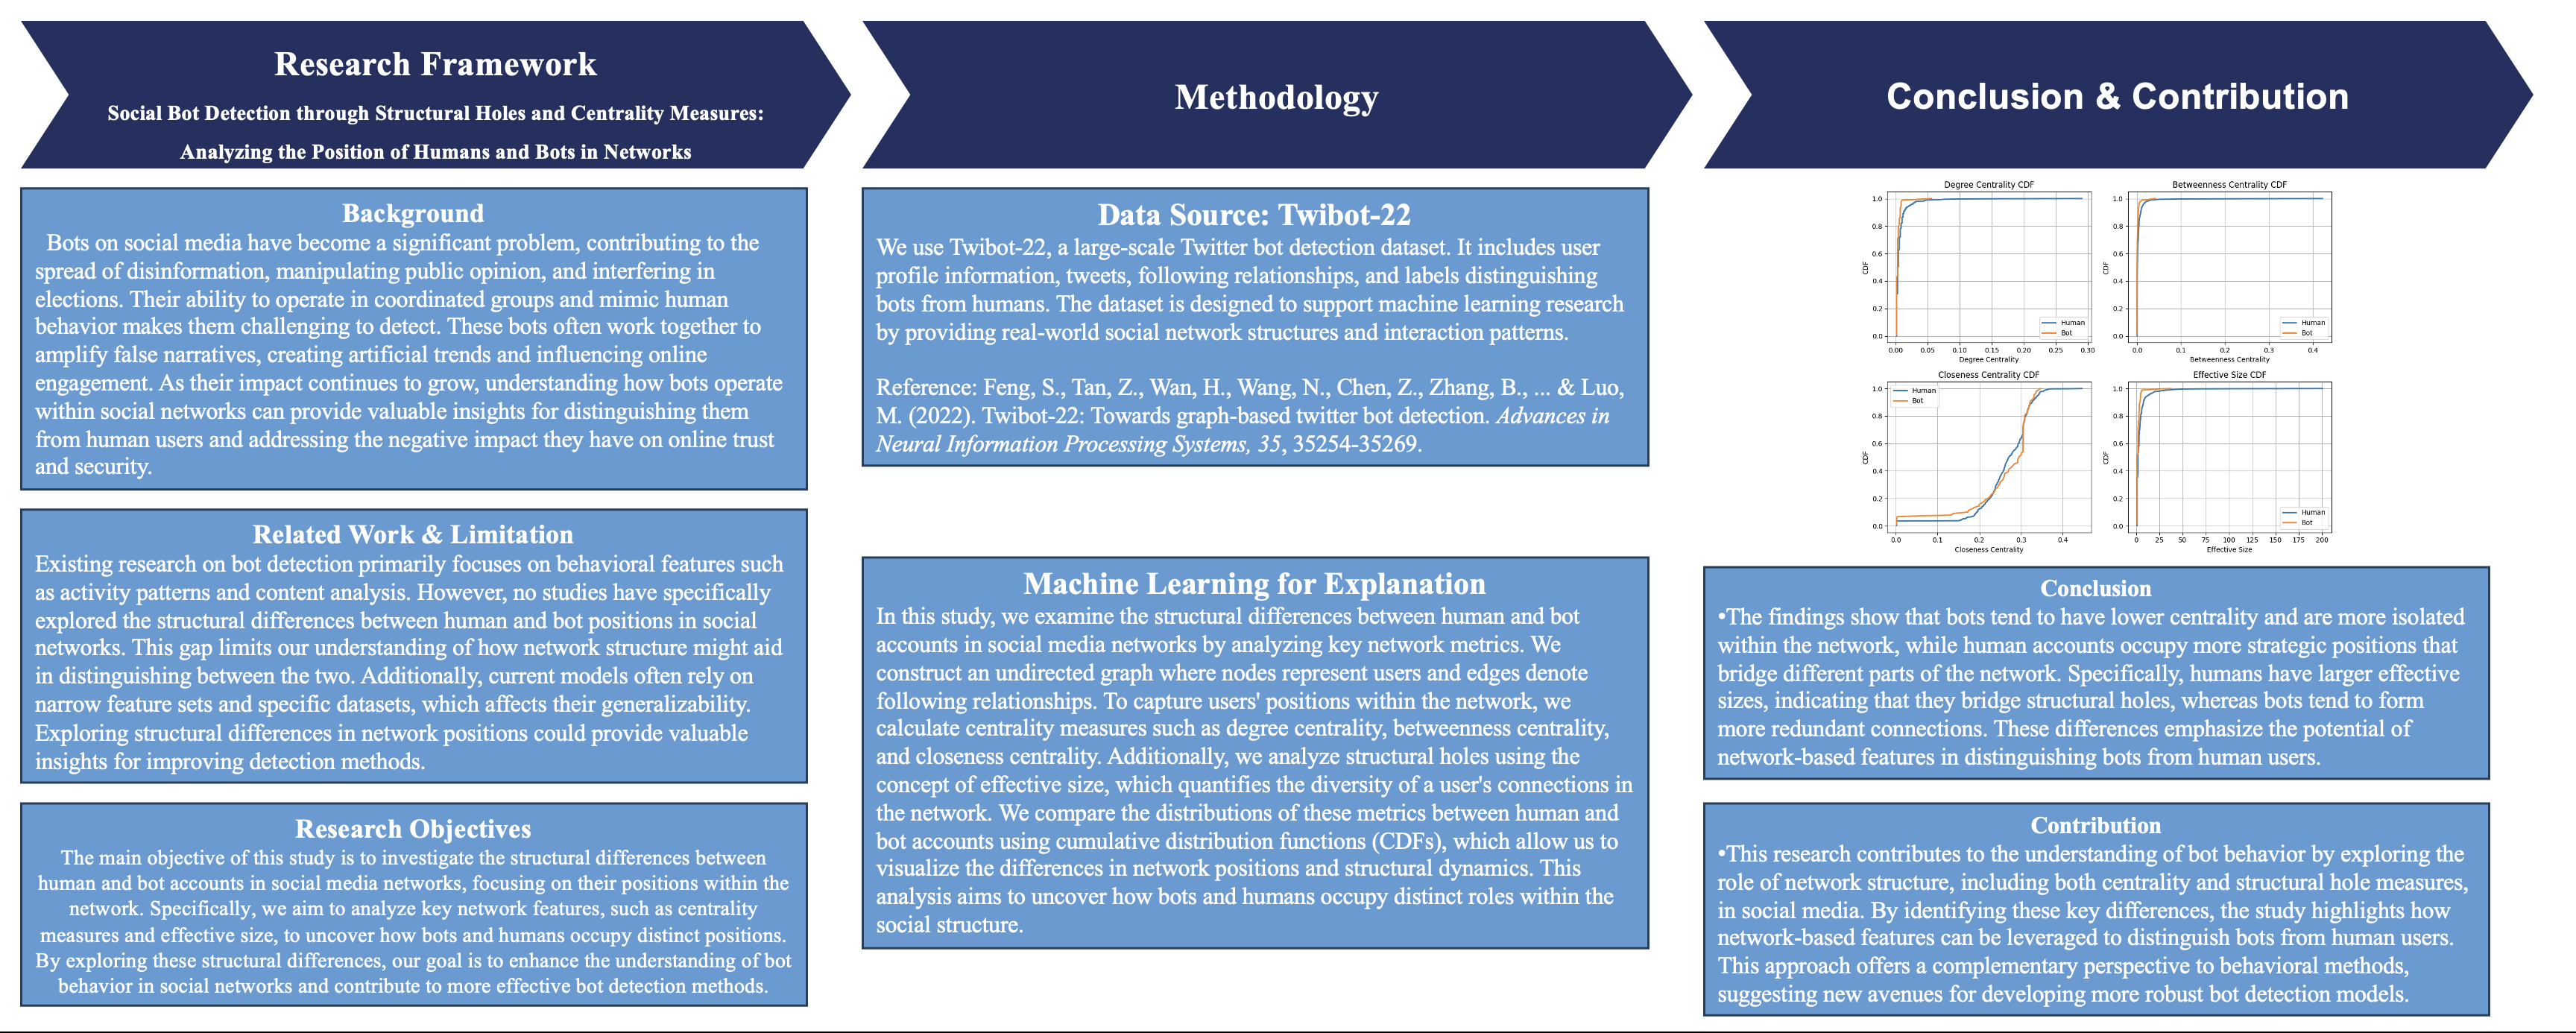 Research Framework
Social Bot Detection through Structural Holes and Centrality Measures:
Analyzing the Position of Humans and Bots in Networks
Background
Bots on social media have become a significant problem, contributing to the
spread of disinformation, manipulating public opinion, and interfering in
elections. Their ability to operate in coordinated groups and mimic human
behavior makes them challenging to detect. These bots often work together to
amplify false narratives, creating artificial trends and influencing online
engagement. As their impact continues to grow, understanding how bots operate
within social networks can provide valuable insights for distinguishing them
from human users and addressing the negative impact they have on online trust
and security.
Related Work & Limitation
Existing research on bot detection primarily focuses on behavioral features such
as activity patterns and content analysis. However, no studies have specifically
explored the structural differences between human and bot positions in social
networks. This gap limits our understanding of how network structure might aid
in distinguishing between the two. Additionally, current models often rely on
narrow feature sets and specific datasets, which affects their generalizability.
Exploring structural differences in network positions could provide valuable
insights for improving detection methods.
Research Objectives
The main objective of this study is to investigate the structural differences between
human and bot accounts in social media networks, focusing on their positions within the
network. Specifically, we aim to analyze key network features, such as centrality
measures and effective size, to uncover how bots and humans occupy distinct positions.
By exploring these structural differences, our goal is to enhance the understanding of bot
behavior in social networks and contribute to more effective bot detection methods.
Methodology
Data Source: Twibot-22
We use Twibot-22, a large-scale Twitter bot detection dataset. It includes user
profile information, tweets, following relationships, and labels distinguishing
bots from humans. The dataset is designed to support machine learning research
by providing real-world social network structures and interaction patterns.
Reference: Feng, S., Tan, Z., Wan, H., Wang, N., Chen, Z., Zhang, B., ... & Luo,
M. (2022). Twibot-22: Towards graph-based twitter bot detection. Advances in
Neural Information Processing Systems, 35, 35254-35269.
Machine Learning for Explanation
In this study, we examine the structural differences between human and bot
accounts in social media networks by analyzing key network metrics. We
construct an undirected graph where nodes represent users and edges denote
following relationships. To capture users' positions within the network, we
calculate centrality measures such as degree centrality, betweenness centrality,
and closeness centrality. Additionally, we analyze structural holes using the
concept of effective size, which quantifies the diversity of a user's connections in
the network. We compare the distributions of these metrics between human and
bot accounts using cumulative distribution functions (CDFs), which allow us to
visualize the differences in network positions and structural dynamics. This
analysis aims to uncover how bots and humans occupy distinct roles within the
social structure.
Conclusion & Contribution
Degree Centrality CDF
CDF
1.0
0.8
0.6
0.4
0.2
0.0
Human
Bot
0.00 0.05 0.10 0.15 0.20 0.25 0.30
Degree Centrality
Betweenness Centrality CDF
CDF
1.0
0.8
0.6
0.4
0.2
0.0
Human
Bot
0.0 0.1 0.2 0.3 0.4
Betweenness Centrality
Closeness Centrality CDF
CDF
Human
Bot
1.0
0.8
0.6
0.4
0.2
0.0
0.0 0.1 0.2 0.3 0.4
Closeness Centrality
Effective Size CDF
CDF
1.0
0.8
0.6
0.4
0.2
0.0
Human
Bot
0 25 50 75 100 125 150 175 200
Effective Size
Conclusion
•The findings show that bots tend to have lower centrality and are more isolated
within the network, while human accounts occupy more strategic positions that
bridge different parts of the network. Specifically, humans have larger effective
sizes, indicating that they bridge structural holes, whereas bots tend to form
more redundant connections. These differences emphasize the potential of
network-based features in distinguishing bots from human users.
Contribution
•This research contributes to the understanding of bot behavior by exploring the
role of network structure, including both centrality and structural hole measures,
in social media. By identifying these key differences, the study highlights how
network-based features can be leveraged to distinguish bots from human users.
This approach offers a complementary perspective to behavioral methods,
suggesting new avenues for developing more robust bot detection models.